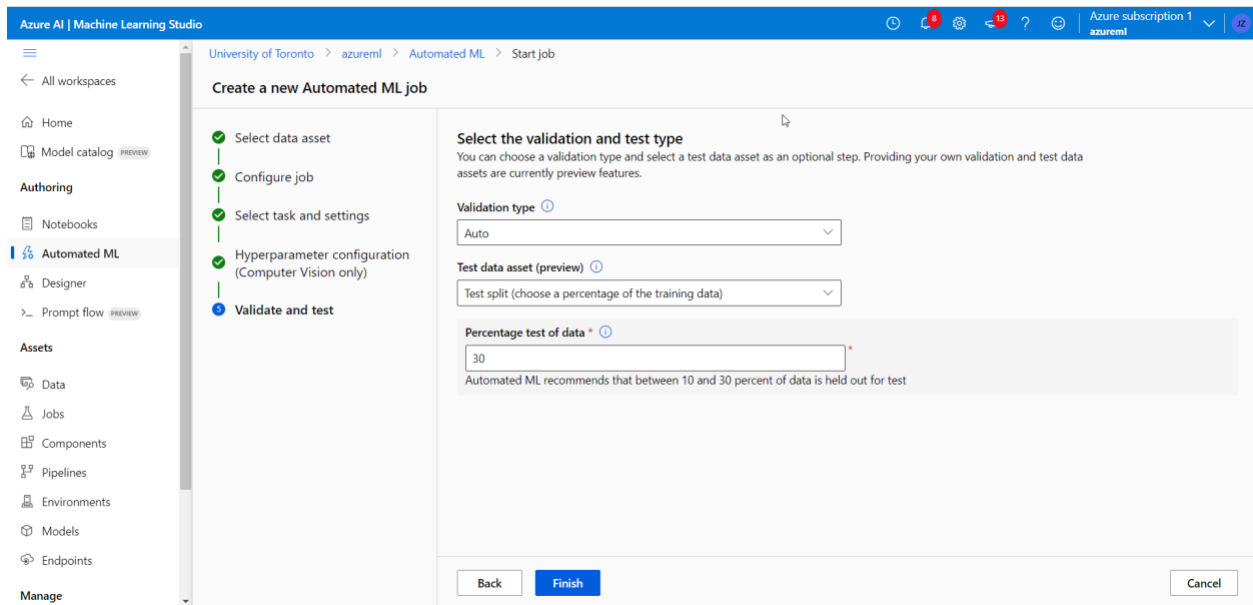 Azure AI | Machine Learning Studio
8
13
?
Azure subscription 1
azureml
JZ
All workspaces
Home
Model catalog PREVIEW
Authoring
Notebooks
Automated ML
Designer
Prompt flow PREVIEW
Assets
Data
Jobs
Components
Pipelines
Environments
Models
Endpoints
Manage
University of Toronto > azureml > Automated ML > Start job
Create a new Automated ML job
Select data asset
Configure job
Select task and settings
Hyperparameter configuration
(Computer Vision only)
5 Validate and test
Select the validation and test type
You can choose a validation type and select a test data asset as an optional step. Providing your own validation and test data
assets are currently preview features.
Validation type
Auto
Test data asset (preview)
Test split (choose a percentage of the training data)
Percentage test of data *
30
*
Automated ML recommends that between 10 and 30 percent of data is held out for test
Back
Finish
Cancel